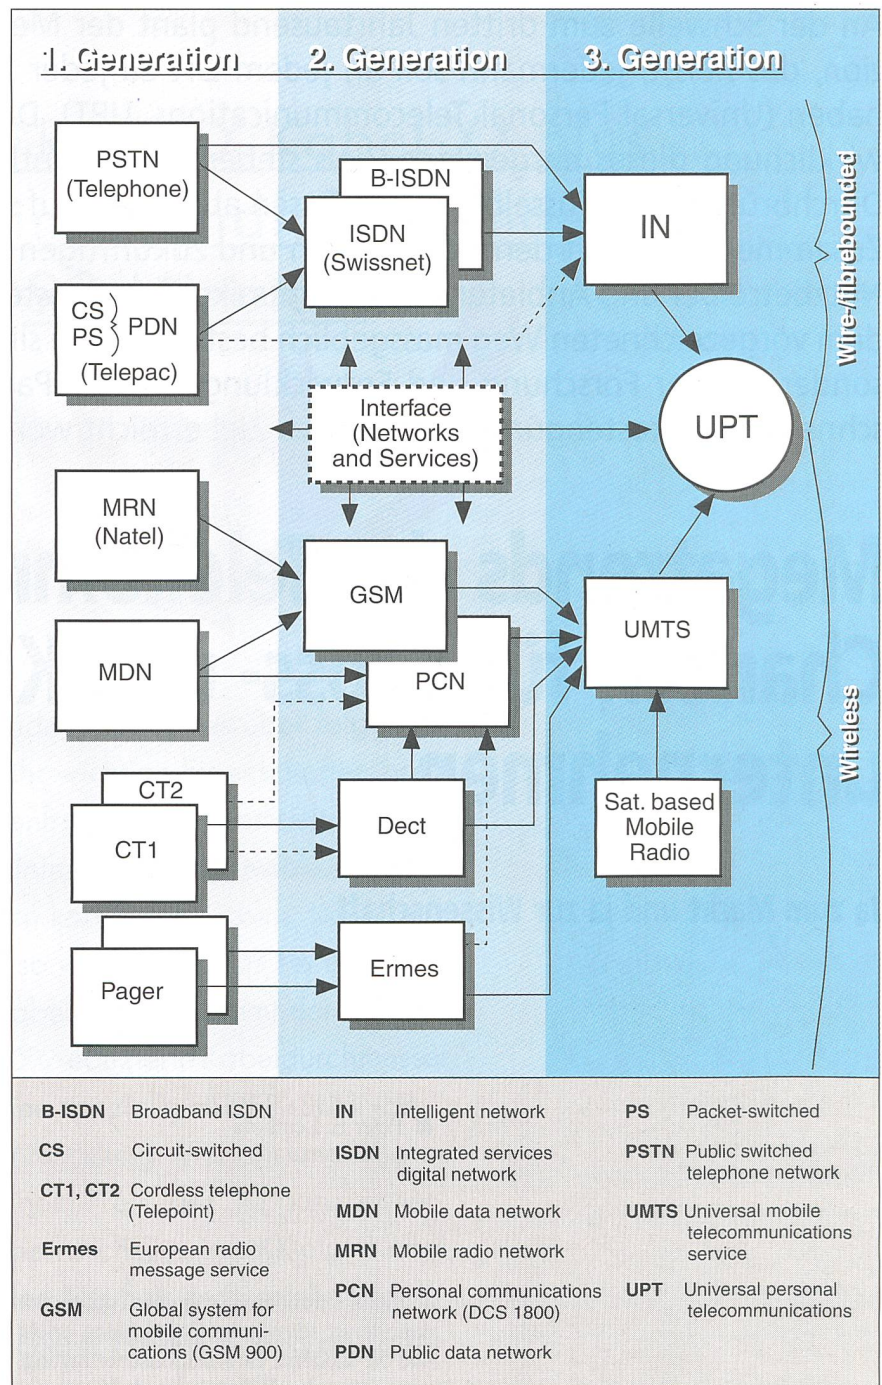 1. Generation
2. Generation
3. Generation
PSTN
(Telephone)
B-ISDN
ISDN
(Swissnet)
IN
CS
PS
PDN
(Telepac)
Interface
(Networks
and Services)
UPT
Wire-/fibrebounded
MRN
(Natel)
GSM
UMTS
MDN
PCN
Wireless
CT2
CT1
Dect
Sat. based
Mobile
Radio
Pager
Ermes
B-ISDN Broadband ISDN
CS Circuit-switched
CT1, CT2 Cordless telephone
(Telepoint)
Ermes European radio
message service
GSM Global system for
mobile communi-
cations (GSM 900)
IN Intelligent network
ISDN Integrated services
digital network
MDN Mobile data network
MRN Mobile radio network
PCN Personal communications
network (DCS 1800)
PDN Public data network
PS Packet-switched
PSTN Public switched
telephone network
UMTS Universal mobile
telecommunications
service
UPT Universal personal
telecommunications